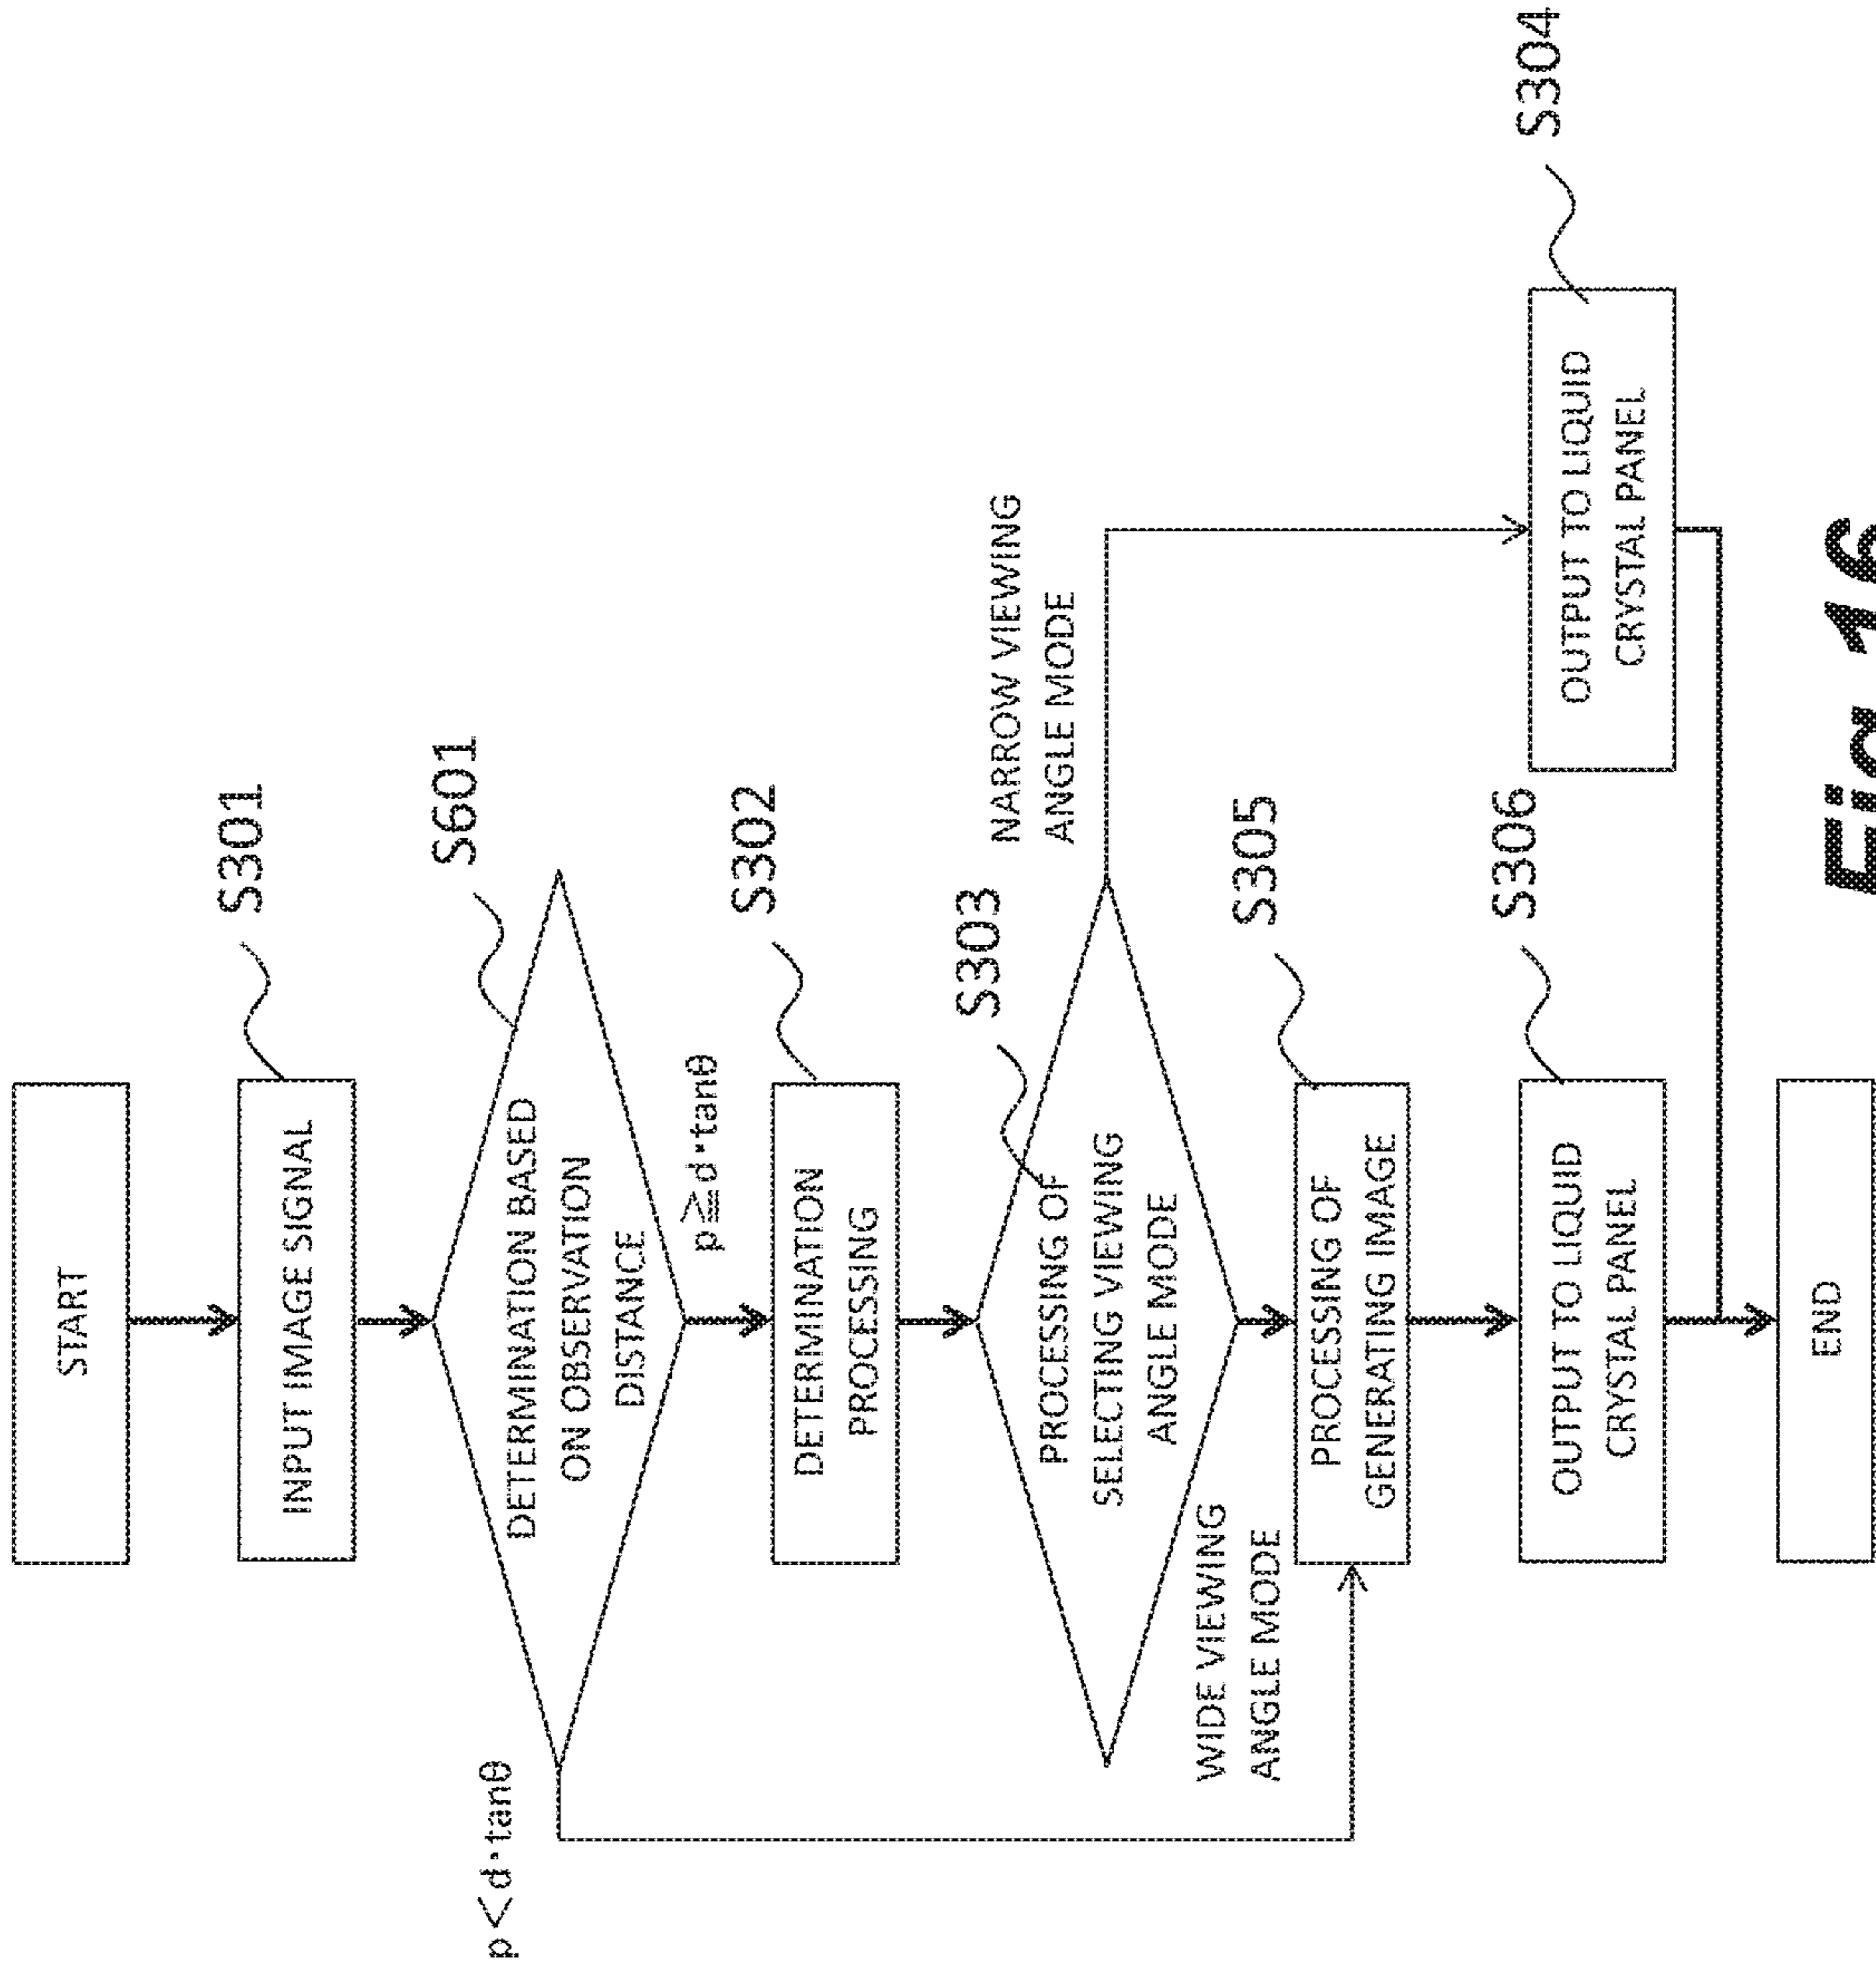 START
S301
INPUT IMAGE SIGNAL
S601
DETERMINATION BASED
ON OBSERVATION
DISTANCE
p<d・tanθ
p≧d・tanθ
S302
DETERMINATION
PROCESSING
S303
PROCESSING OF
SELECTING VIEWING
ANGLE MODE
NARROW VIEWING
ANGLE MODE
WIDE VIEWING
ANGLE MODE
S305
PROCESSING OF
GENERATING IMAGE
S306
OUTPUT TO LIQUID
CRYSTAL PANEL
S304
OUTPUT TO LIQUID
CRYSTAL PANEL
END
Fig.16